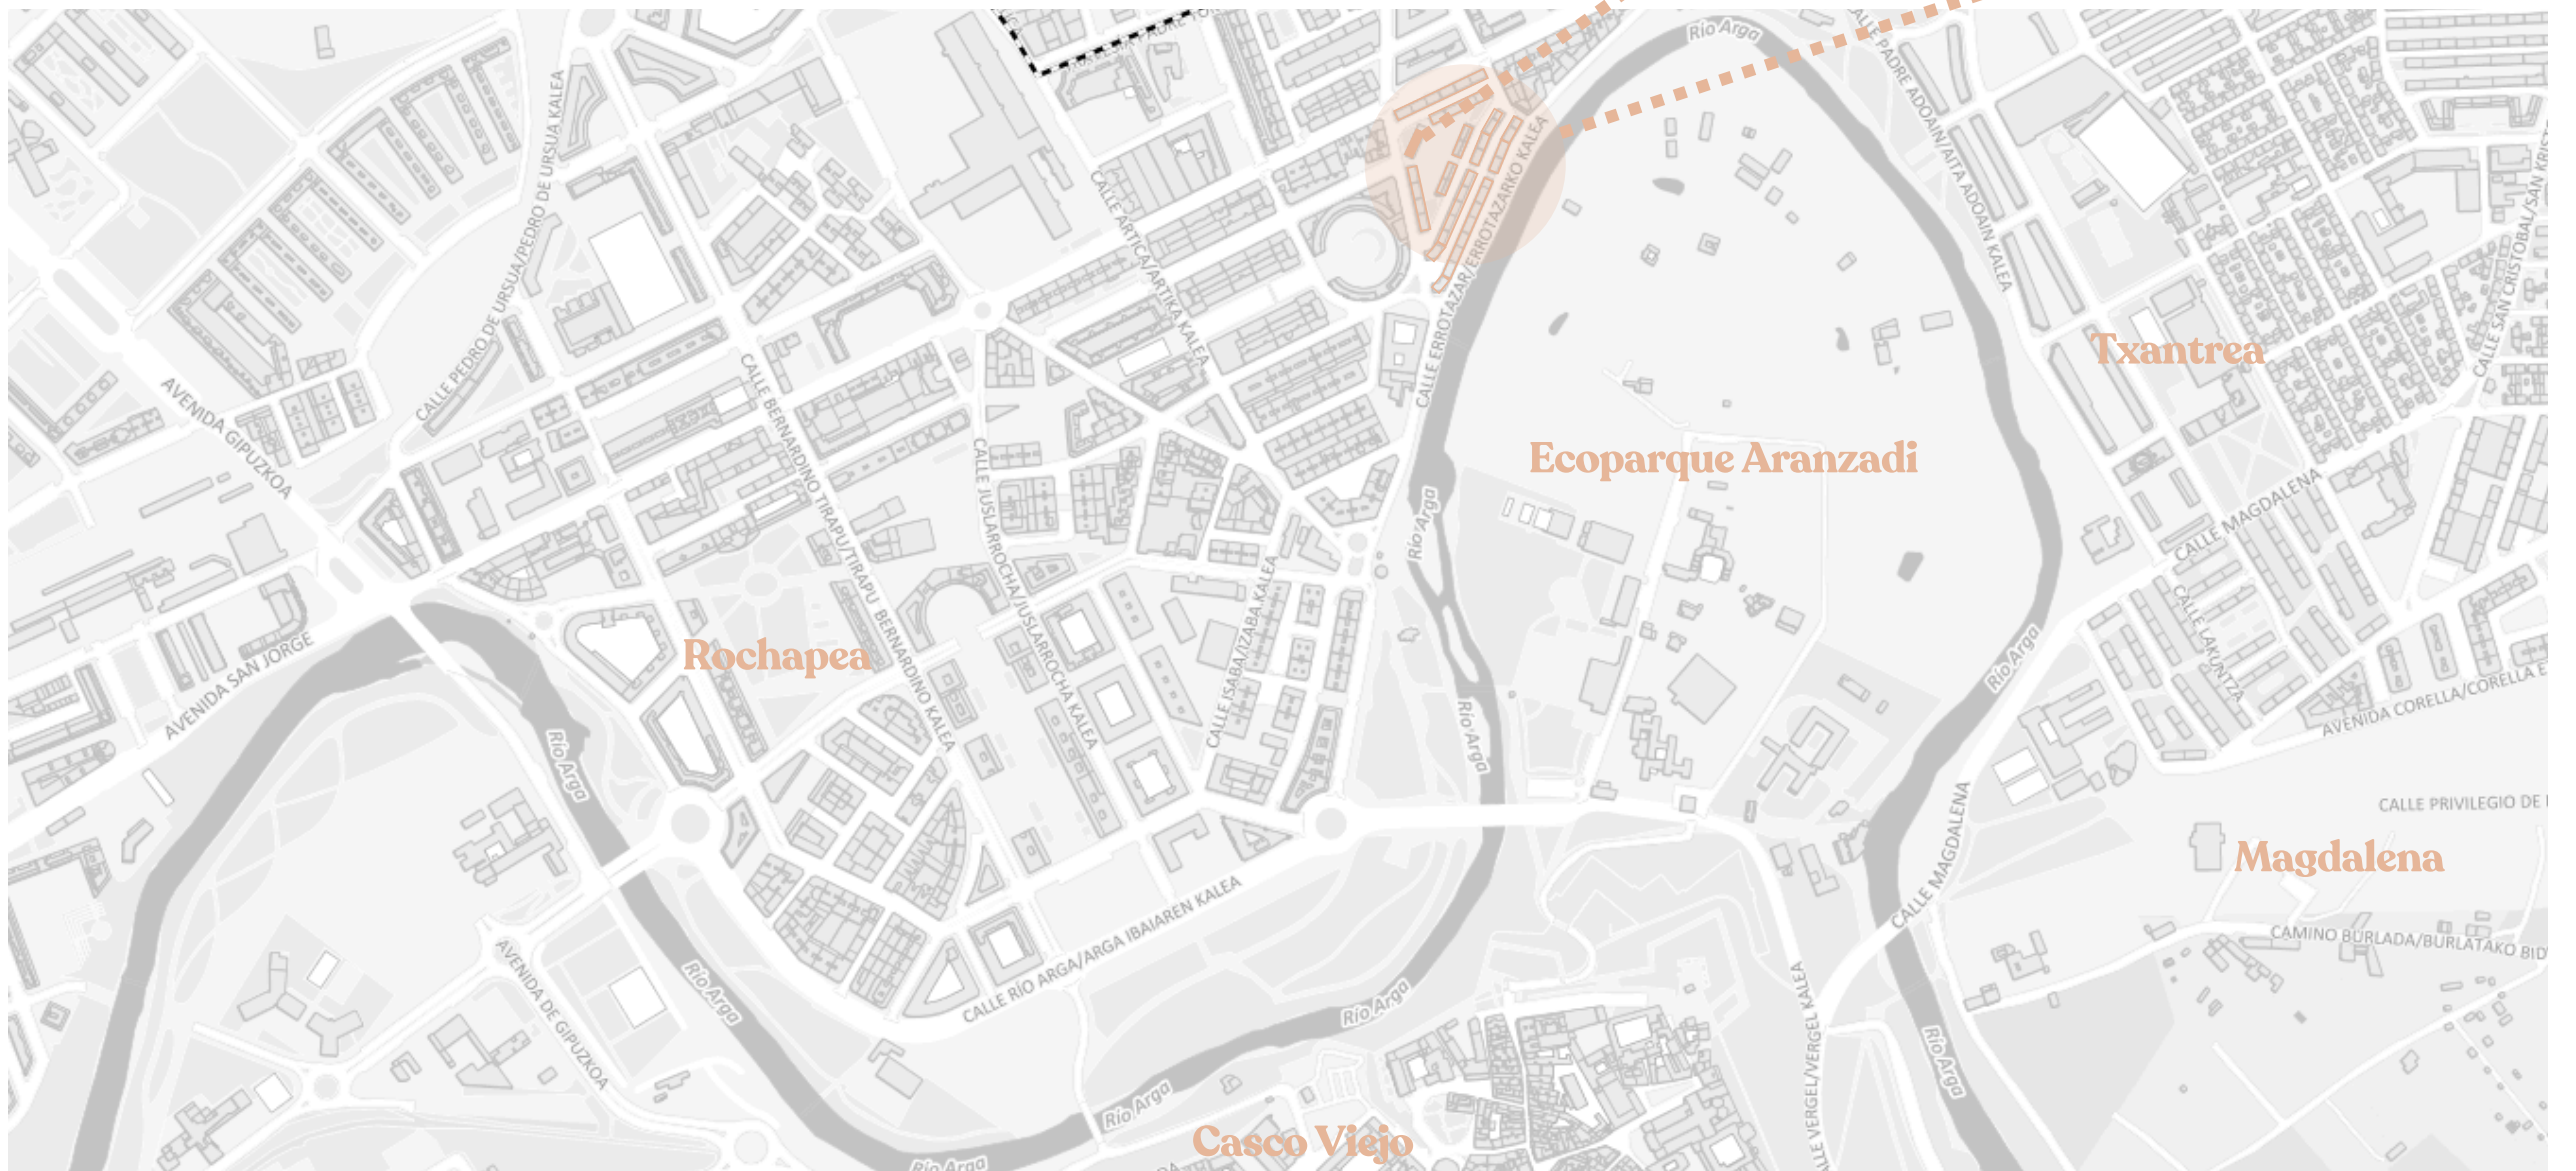 Río Arga
CALLE PADRE ADOAIN/AITA ADOAIN KALEA
CALLE PEDRO DE URSUA/PEDRO DE URSUA KALEA
CALLE ARTICA/ARTIKA KALEA
CALLE ERROTAZAR/ERROTAZARKO KALEA
CALLE SAN CRISTOBAL/SAN
Txantrea
AVENIDA GIPUZKOA
CALLE BERNARDINO TIRAPU/TIRAPU BERNARDINO KALEA
CALLE JUSLARROCHA/JUSLARROCHA KALEA
Ecoparque Aranzadi
Río Arga
CALLE MAGDALENA
CALLE ISABA/IZABA KALEA
CALLE LAKUNTZA
AVENIDA SAN JORGE
Rochapea
Río Arga
AVENIDA CORELLA/CORELLA
Río Arga
Río Arga
CALLE PRIVILEGIO DE
CALLE MAGDALENA
Magdalena
CALLE RÍO ARGA/ARGA IBAIAREN KALEA
CAMINO BURLADA/BURLATAKO
AVENIDA DE GIPUZKOA
Río Arga
Río Arga
VERGEL/VERGEL KALEA
Río Arga
Río Arga
Casco Viejo
Río Arga